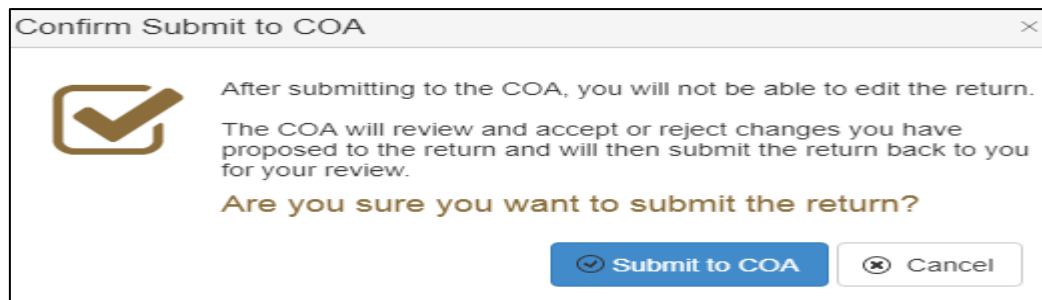 Confirm Submit to COA
After submitting to the COA, you will not be able to edit the return.
The COA will review and accept or reject changes you have
proposed to the return and will then submit the return back to you
for your review.
Are you sure you want to submit the return?
Submit to COA
Cancel